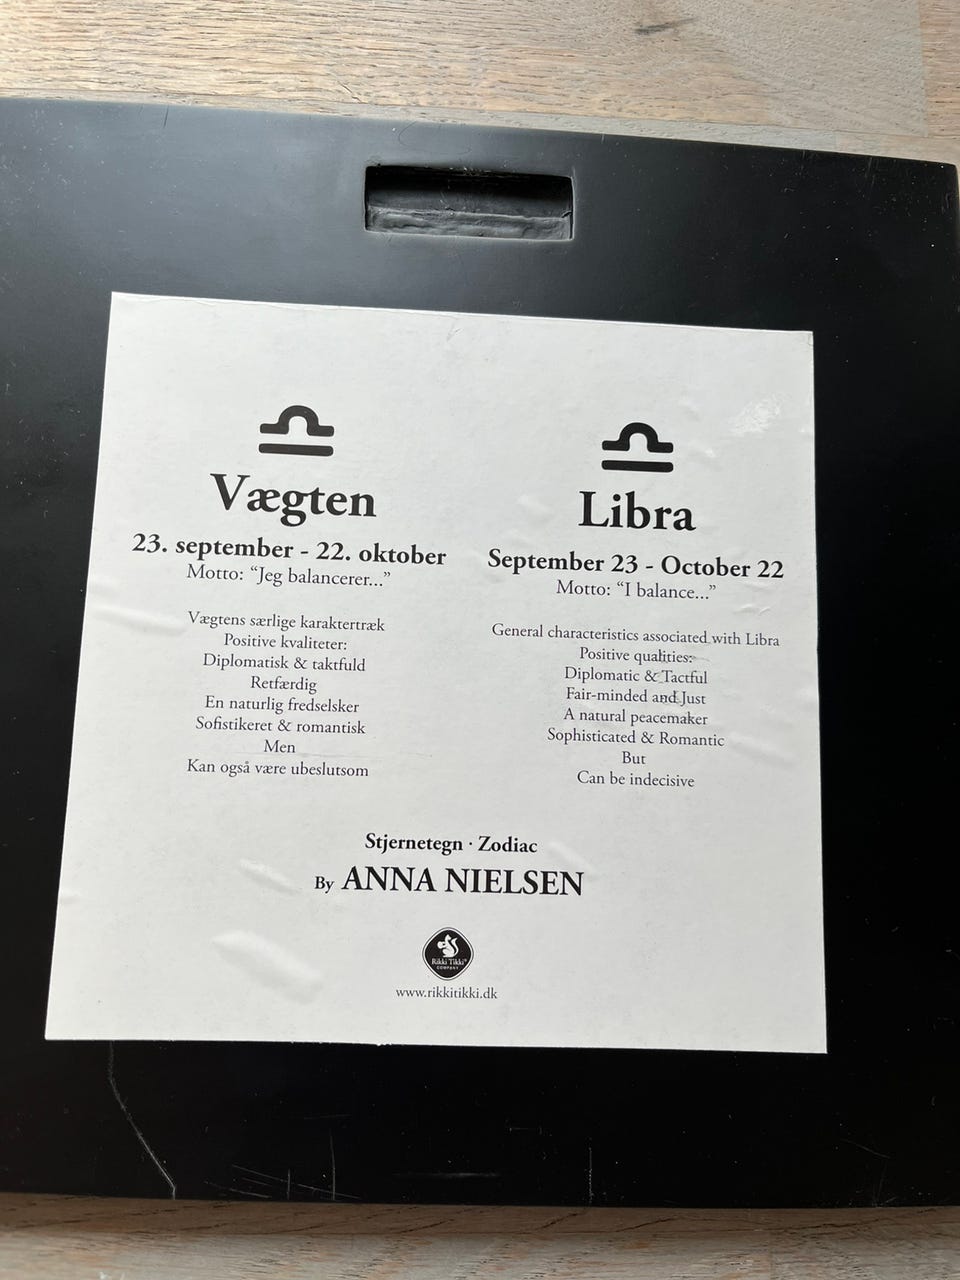 Vægten
23. september - 22. oktober
Motto: “Jeg balancerer...”
Vægtens særlige karaktertræk
Positive kvaliteter:
Diplomatisk & taktfuld
Retfærdig
En naturlig fredselsker
Sofistikeret & romantisk
Men
Kan også være ubeslutsom
Libra
September 23 - October 22
Motto: “I balance...”
General characteristics associated with Libra
Positive qualities:
Diplomatic & Tactful
Fair-minded and Just
A natural peacemaker
Sophisticated & Romantic
But
Can be indecisive
Stjernetegn · Zodiac
By ANNA NIELSEN
Rikki Tikki®
COMPANY
www.rikkitikki.dk